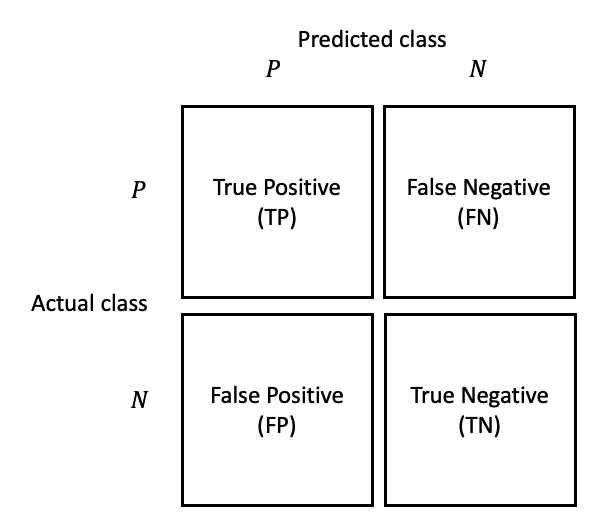 Predicted class
P N
P
True Positive
(TP)
False Negative
(FN)
Actual class
N
False Positive
(FP)
True Negative
(TN)